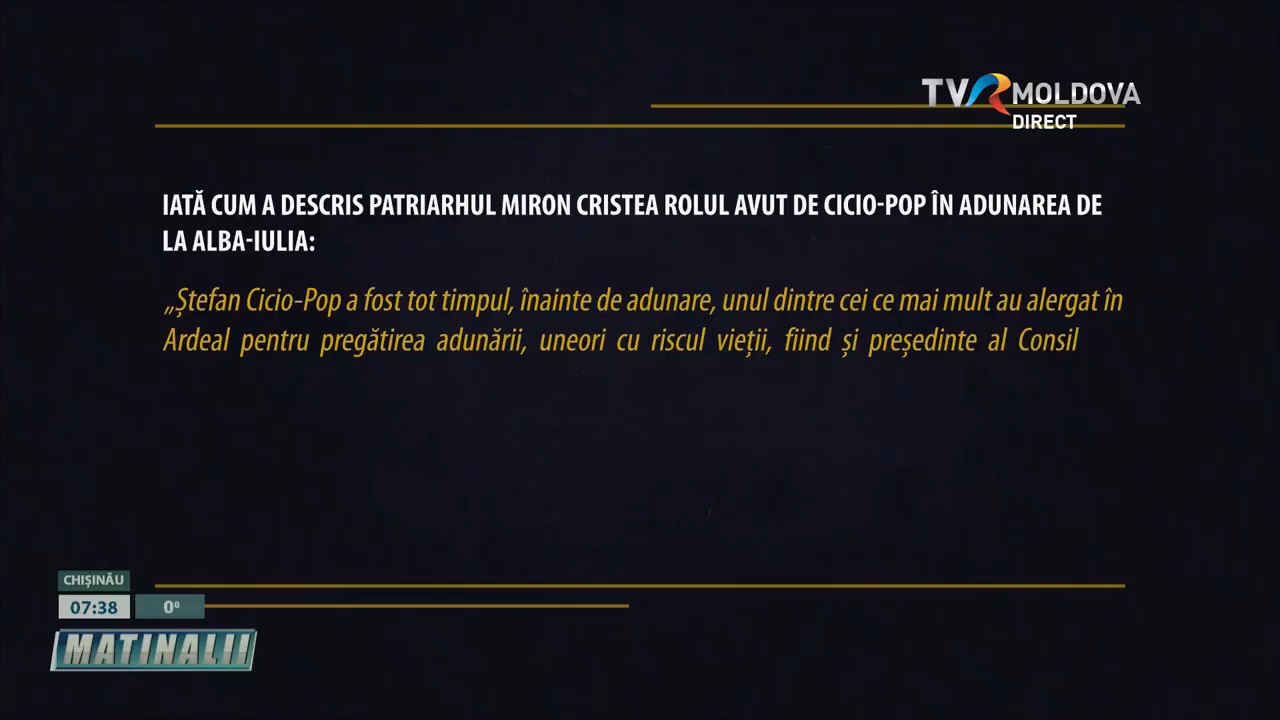 TVR MOLDOVA
DIRECT
IATĂ CUM A DESCRIS PATRIARHUL MIRON CRISTEA ROLUL AVUT DE CICIO-POP ÎN ADUNAREA DE
LA ALBA-IULIA:
„Ștefan Cicio-Pop a fost tot timpul, înainte de adunare, unul dintre cei ce mai mult au alergat în
Ardeal pentru pregătirea adunării, uneori cu riscul vieții, fiind și președinte al Consil
CHIȘINĂU
07:38 0⁰
MATINALII